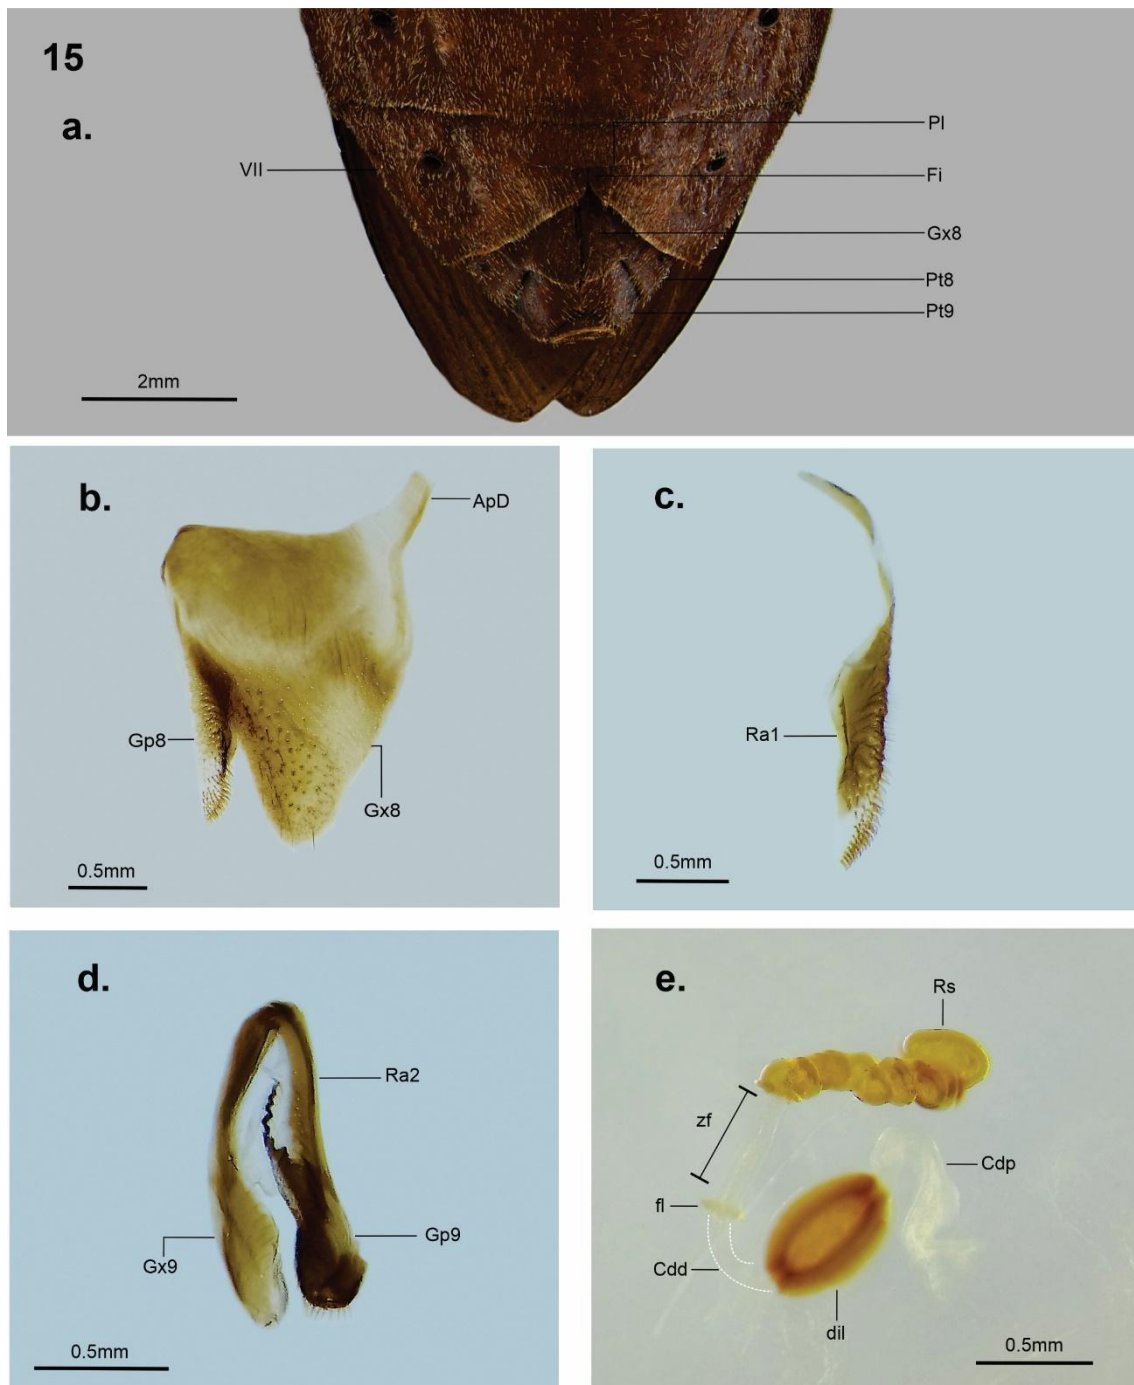 15
a.
VII
Pl
Fi
Gx8
Pt8
Pt9
2mm
b.
ApD
Gp8
Gx8
0.5mm
c.
Ra1
0.5mm
d.
Ra2
Gx9
Gp9
0.5mm
e.
Rs
zf
Cdp
fl
Cdd
dil
0.5mm